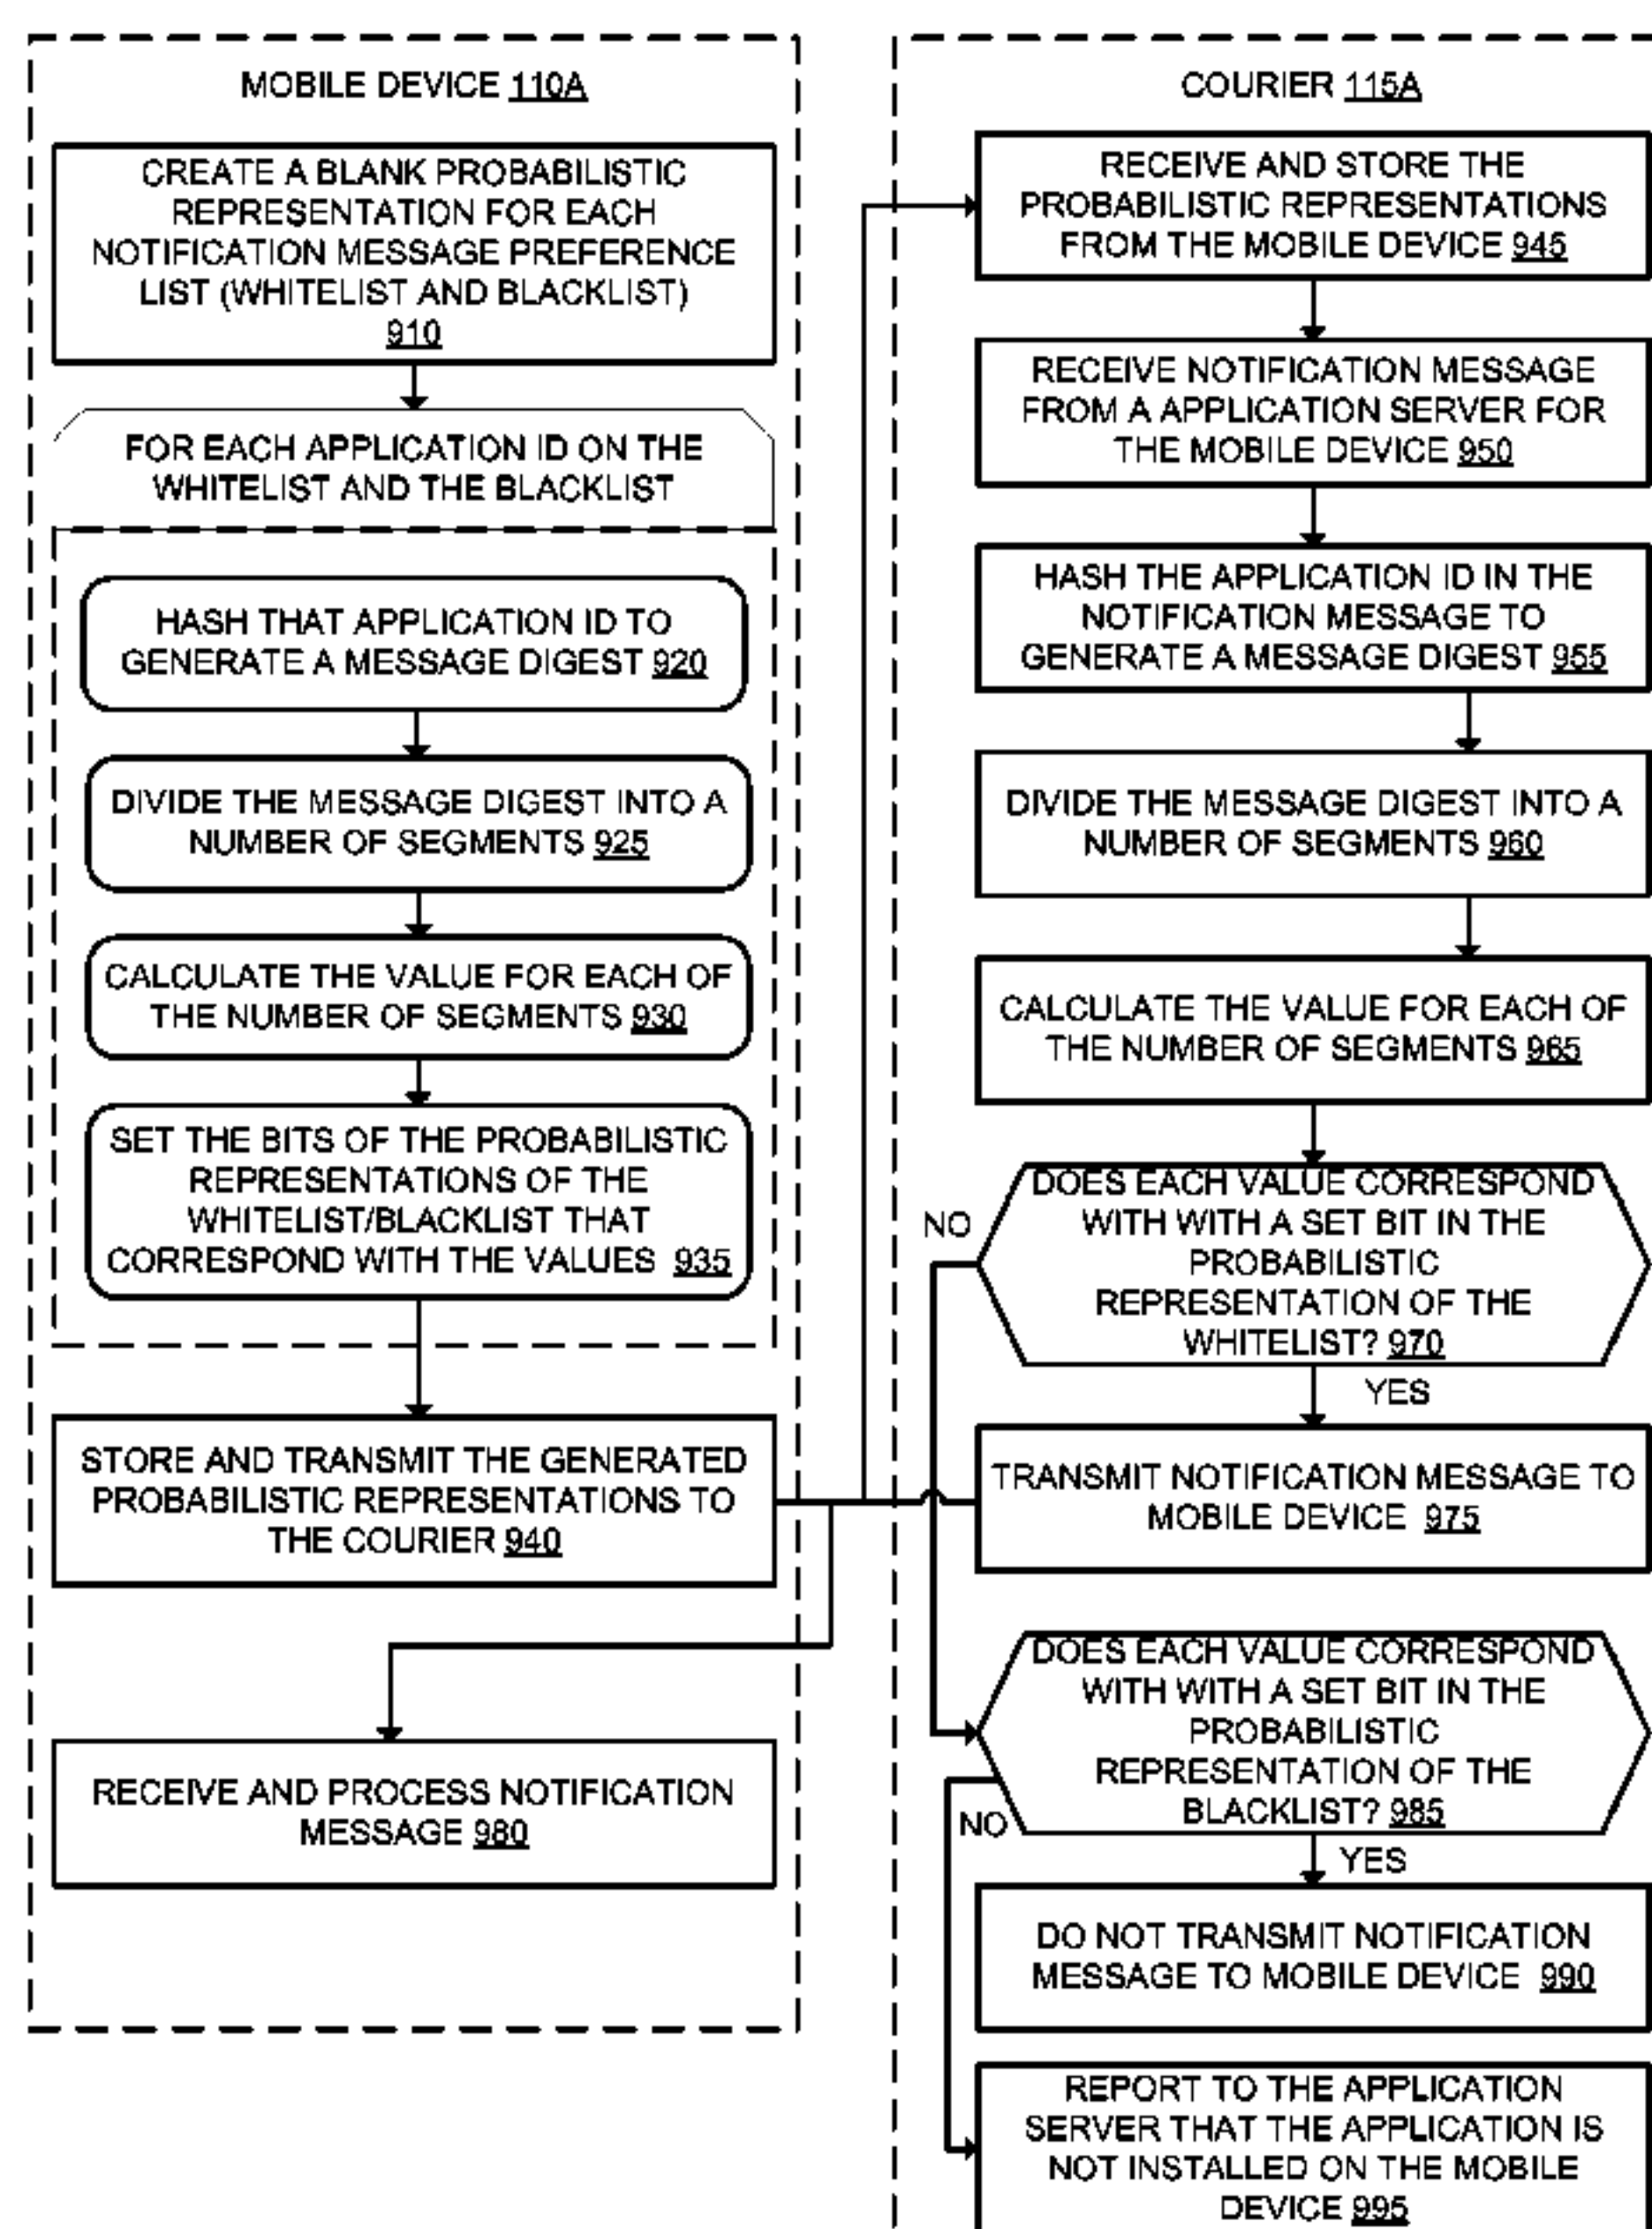 MOBILE DEVICE 110A
CREATE A BLANK PROBABILISTIC
REPRESENTATION FOR EACH
NOTIFICATION MESSAGE PREFERENCE
LIST (WHITELIST AND BLACKLIST)
910
FOR EACH APPLICATION ID ON THE
WHITELIST AND THE BLACKLIST
HASH THAT APPLICATION ID TO
GENERATE A MESSAGE DIGEST 920
DIVIDE THE MESSAGE DIGEST INTO A
NUMBER OF SEGMENTS 925
CALCULATE THE VALUE FOR EACH OF
THE NUMBER OF SEGMENTS 930
SET THE BITS OF THE PROBABILISTIC
REPRESENTATIONS OF THE
WHITELIST/BLACKLIST THAT
CORRESPOND WITH THE VALUES 935
STORE AND TRANSMIT THE GENERATED
PROBABILISTIC REPRESENTATIONS TO
THE COURIER 940
RECEIVE AND PROCESS NOTIFICATION
MESSAGE 980
COURIER 115A
RECEIVE AND STORE THE
PROBABILISTIC REPRESENTATIONS
FROM THE MOBILE DEVICE 945
RECEIVE NOTIFICATION MESSAGE
FROM A APPLICATION SERVER FOR
THE MOBILE DEVICE 950
HASH THE APPLICATION ID IN THE
NOTIFICATION MESSAGE TO
GENERATE A MESSAGE DIGEST 955
DIVIDE THE MESSAGE DIGEST INTO A
NUMBER OF SEGMENTS 960
CALCULATE THE VALUE FOR EACH OF
THE NUMBER OF SEGMENTS 965
DOES EACH VALUE CORRESPOND
WITH WITH A SET BIT IN THE
PROBABILISTIC
REPRESENTATION OF THE
WHITELIST? 970
NO
YES
TRANSMIT NOTIFICATION MESSAGE TO
MOBILE DEVICE 975
DOES EACH VALUE CORRESPOND
WITH WITH A SET BIT IN THE
PROBABILISTIC
REPRESENTATION OF THE
BLACKLIST? 985
NO
YES
DO NOT TRANSMIT NOTIFICATION
MESSAGE TO MOBILE DEVICE 990
REPORT TO THE APPLICATION
SERVER THAT THE APPLICATION IS
NOT INSTALLED ON THE MOBILE
DEVICE 995